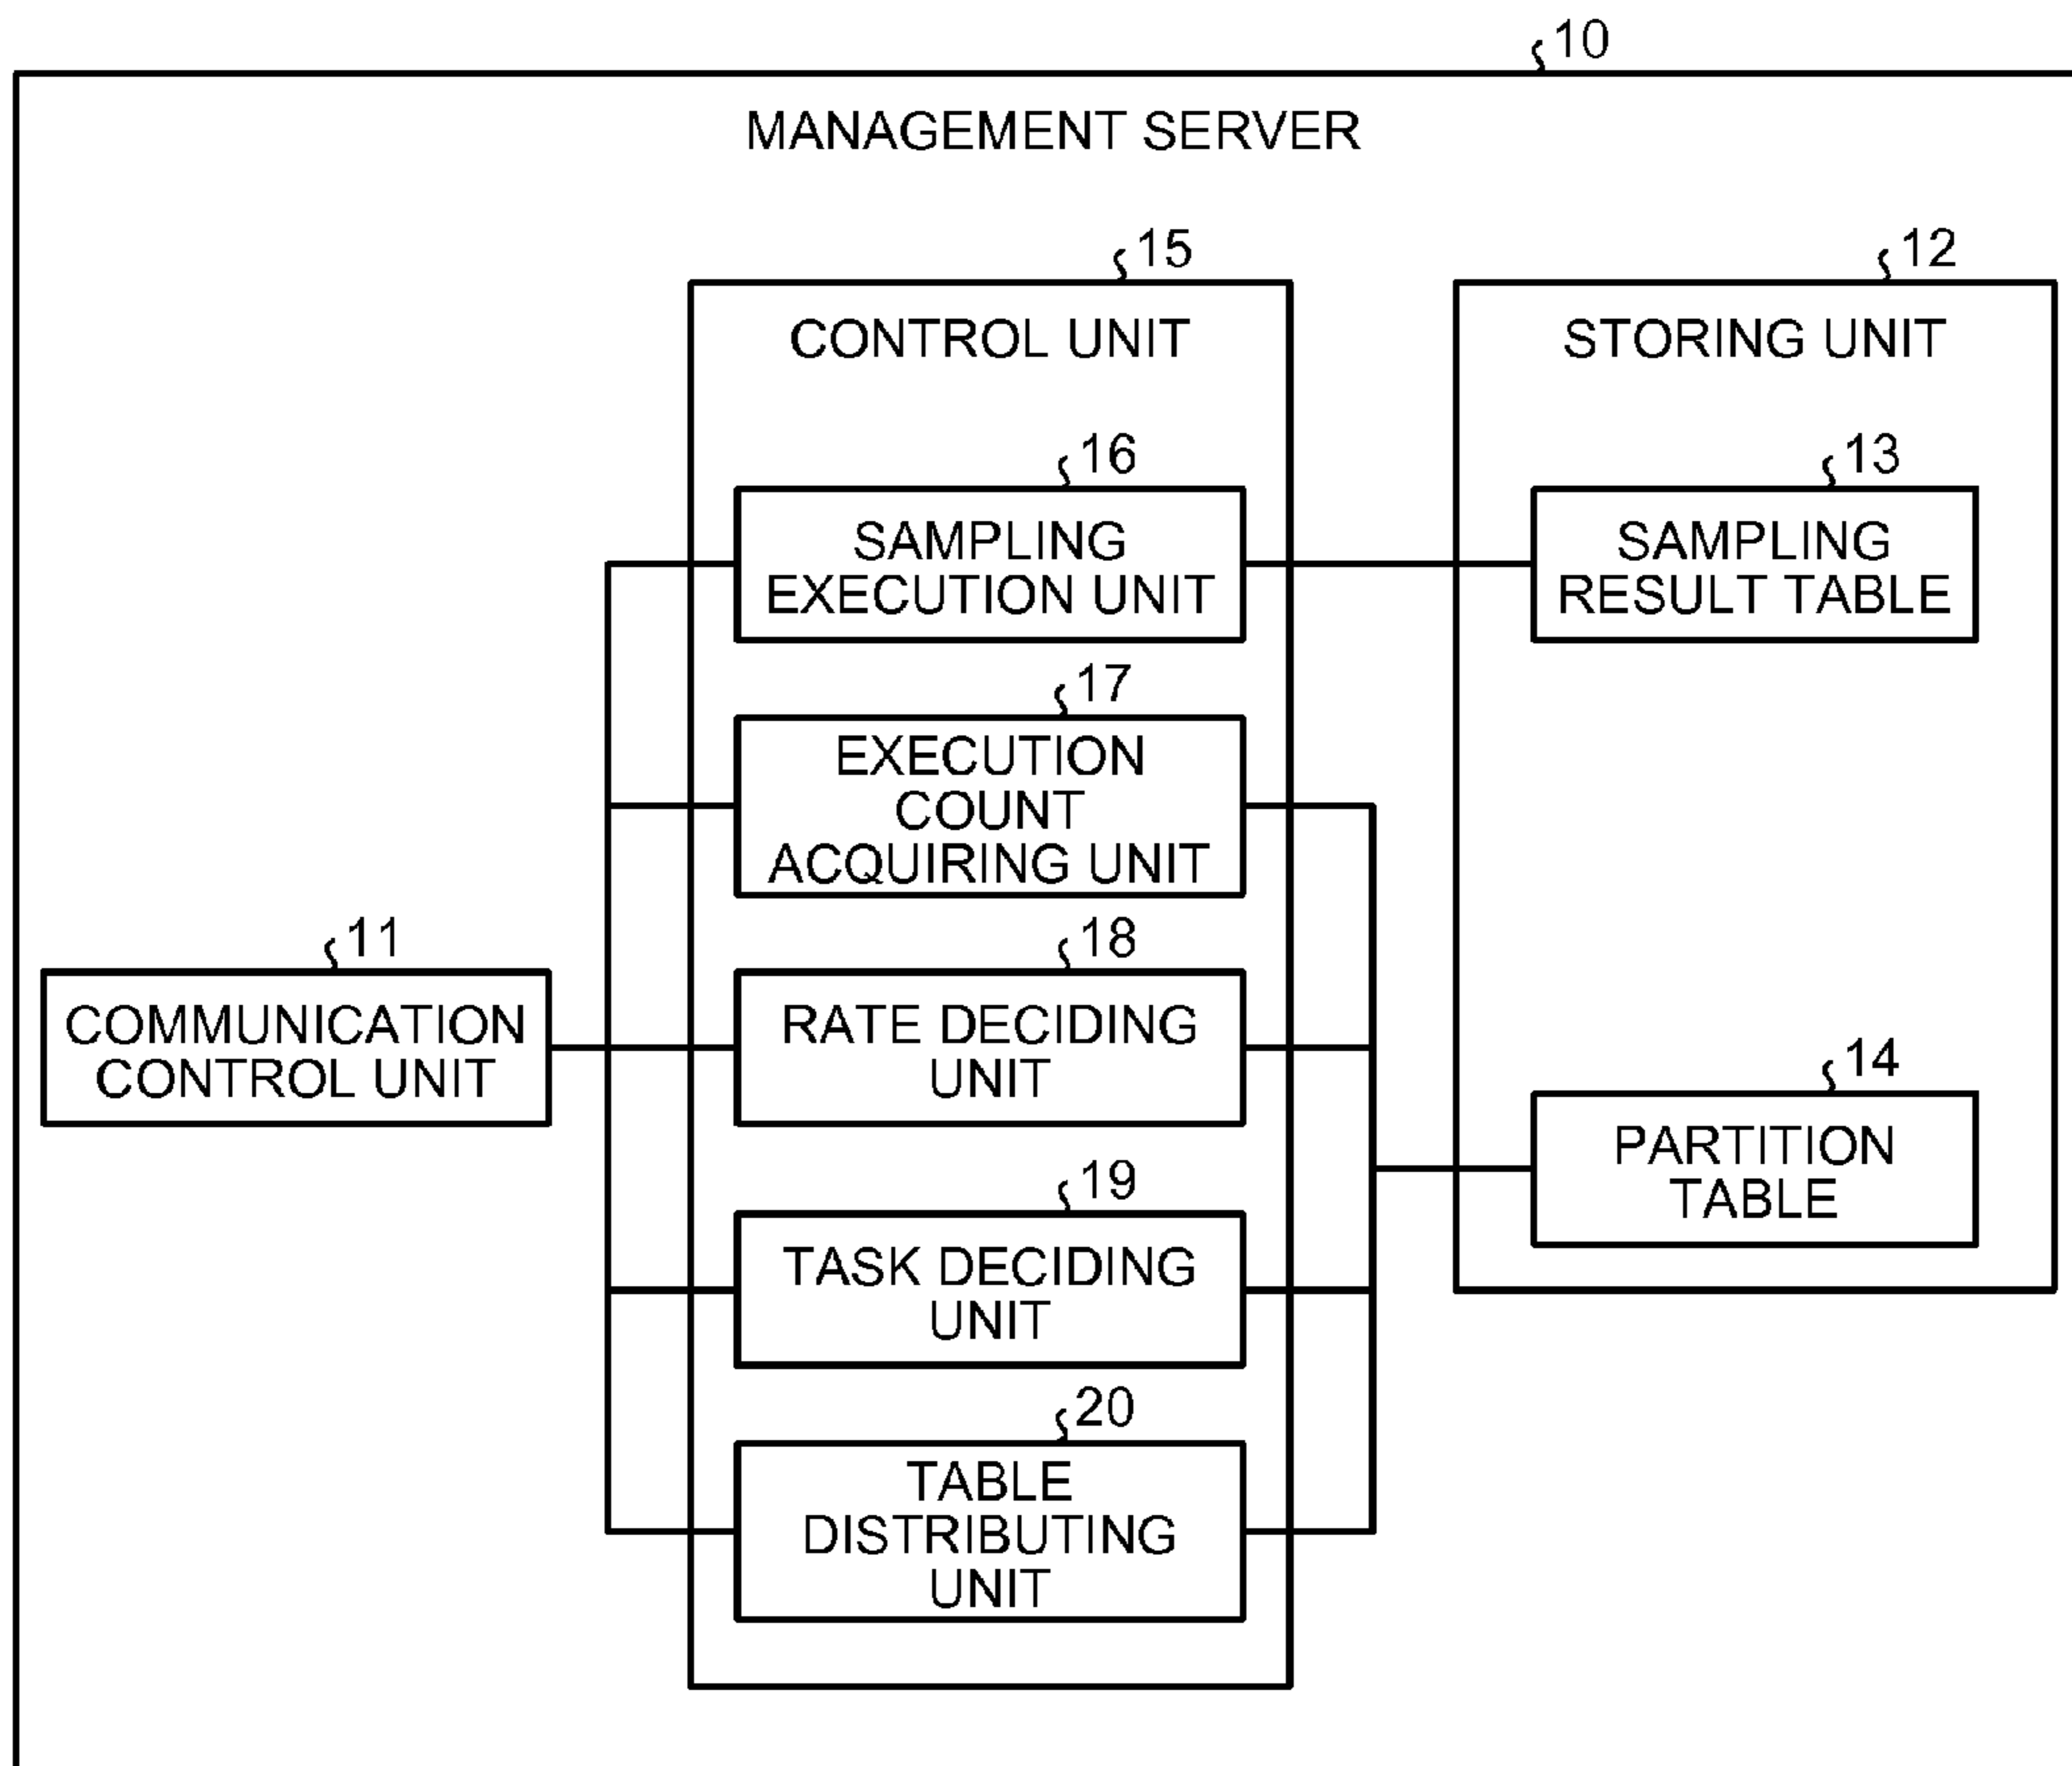 10
MANAGEMENT SERVER
15
CONTROL UNIT
12
STORING UNIT
16
SAMPLING
EXECUTION UNIT
13
SAMPLING
RESULT TABLE
17
EXECUTION
COUNT
ACQUIRING UNIT
11
COMMUNICATION
CONTROL UNIT
18
RATE DECIDING
UNIT
14
PARTITION
TABLE
19
TASK DECIDING
UNIT
20
TABLE
DISTRIBUTING
UNIT